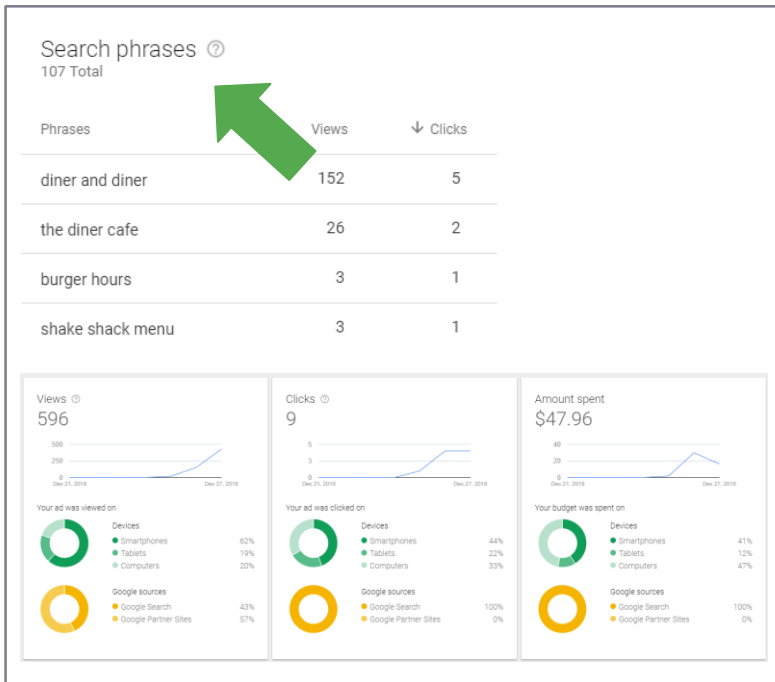 Search phrases
107 Total
Phrases Views Clicks
diner and diner 152 5
the diner cafe 26 2
burger hours 3 1
shake shack menu 3 1
Views
596
500
250
0
Dec 21, 2016 Dec 27, 2016
Your ad was viewed on
Devices
Smartphones 62%
Tablets 19%
Computers 20%
Google sources
Google Search 43%
Google Partner Sites 57%
Clicks
9
5
3
0
Dec 21, 2016 Dec 27, 2016
Your ad was clicked on
Devices
Smartphones 44%
Tablets 22%
Computers 33%
Google sources
Google Search 100%
Google Partner Sites 0%
Amount spent
$47.96
40
20
0
Dec 21, 2016 Dec 27, 2016
Your budget was spent on
Devices
Smartphones 41%
Tablets 12%
Computers 47%
Google sources
Google Search 100%
Google Partner Sites 0%